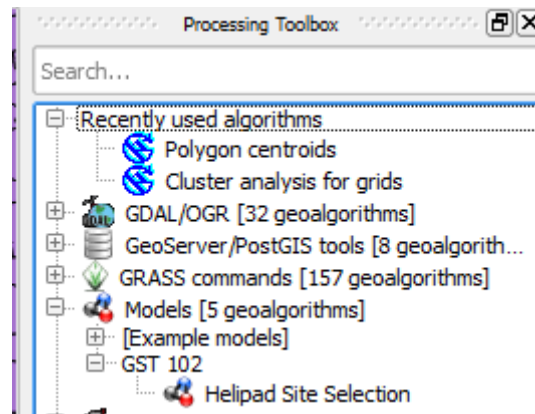 Processing Toolbox
Search...
Recently used algorithms
Polygon centroids
Cluster analysis for grids
GDAL/OGR [32 geoalgorithms]
GeoServer/PostGIS tools [8 geoalgorith...
GRASS commands [157 geoalgorithms]
Models [5 geoalgorithms]
[Example models]
GST 102
Helipad Site Selection